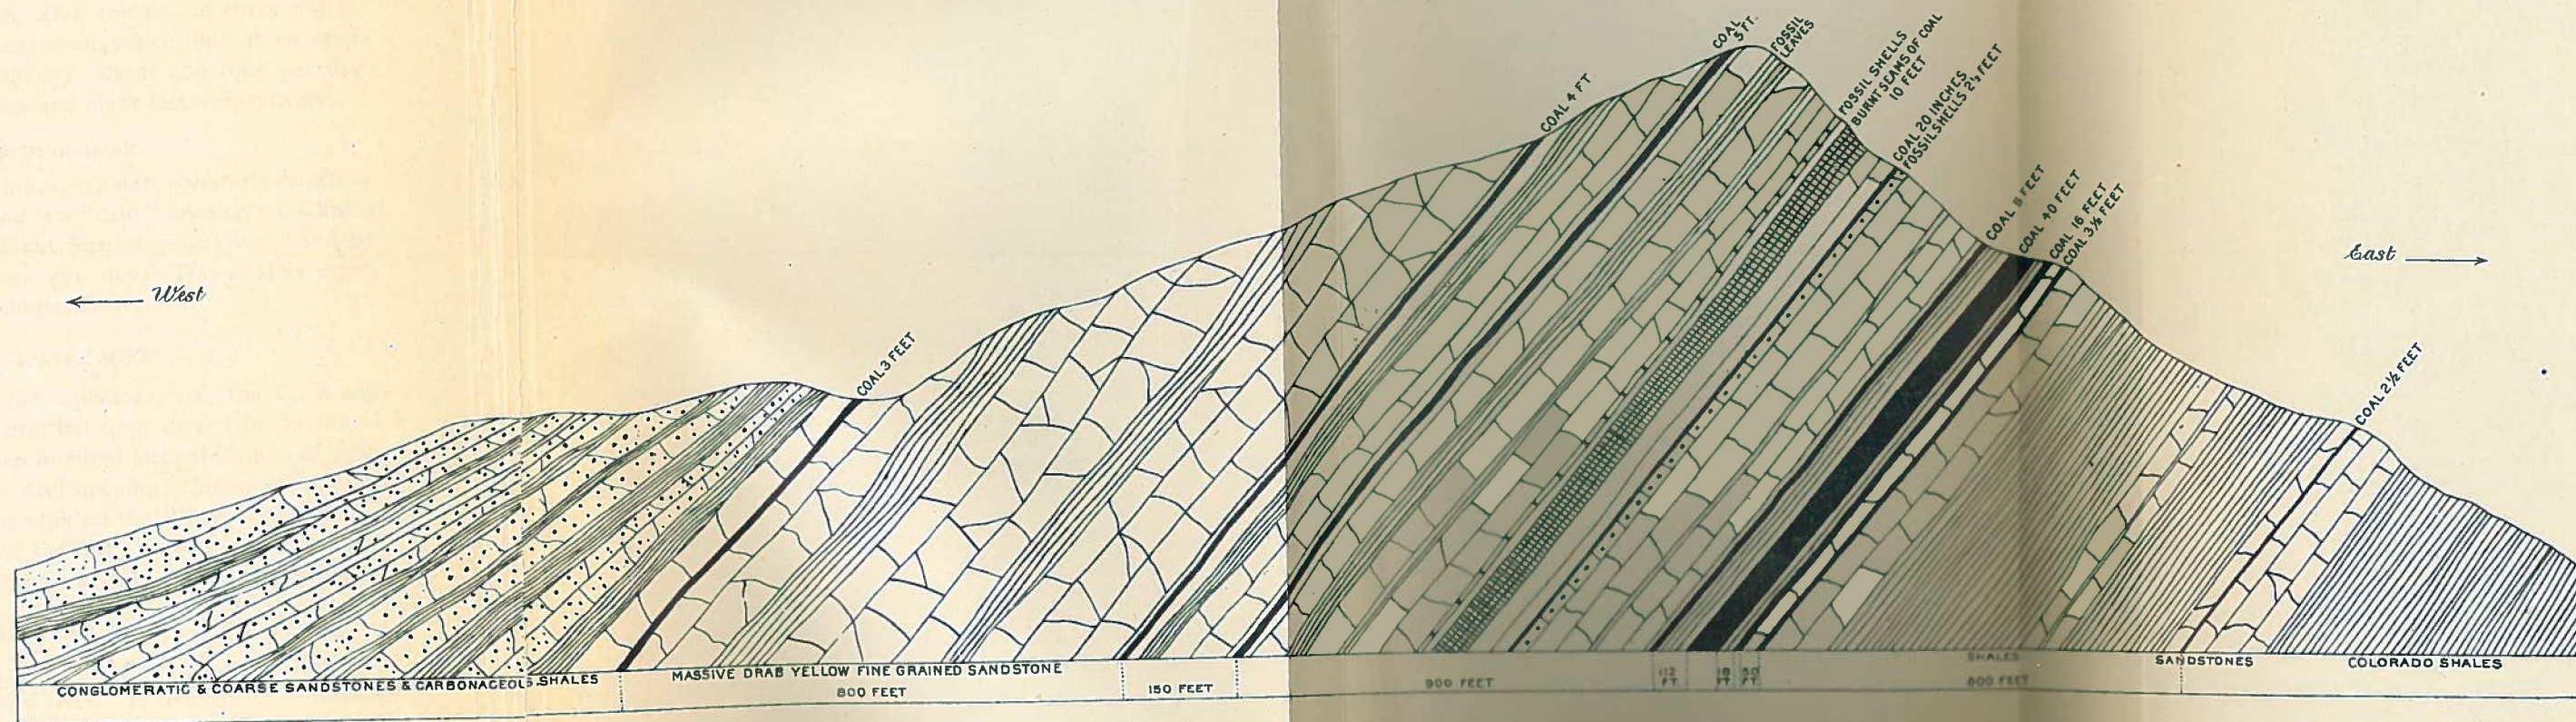 COAL
5 FT.
FOSSIL
LEAVES
FOSSIL SHELLS
BURNT SEAMS OF COAL
10 FEET
COAL 4 FT
COAL 20 INCHES
FOSSIL SHELLS 2½ FEET
COAL 8 FEET
COAL 40 FEET
COAL 16 FEET
COAL 3½ FEET
East
West
COAL 3 FEET
COAL 2½ FEET
CONGLOMERATIC & COARSE SANDSTONES & CARBONACEOUS SHALES
MASSIVE DRAB YELLOW FINE GRAINED SANDSTONE
800 FEET
150 FEET
900 FEET
112
FT.
18
FT.
50
FT.
SHALES
800 FEET
SANDSTONES
COLORADO SHALES